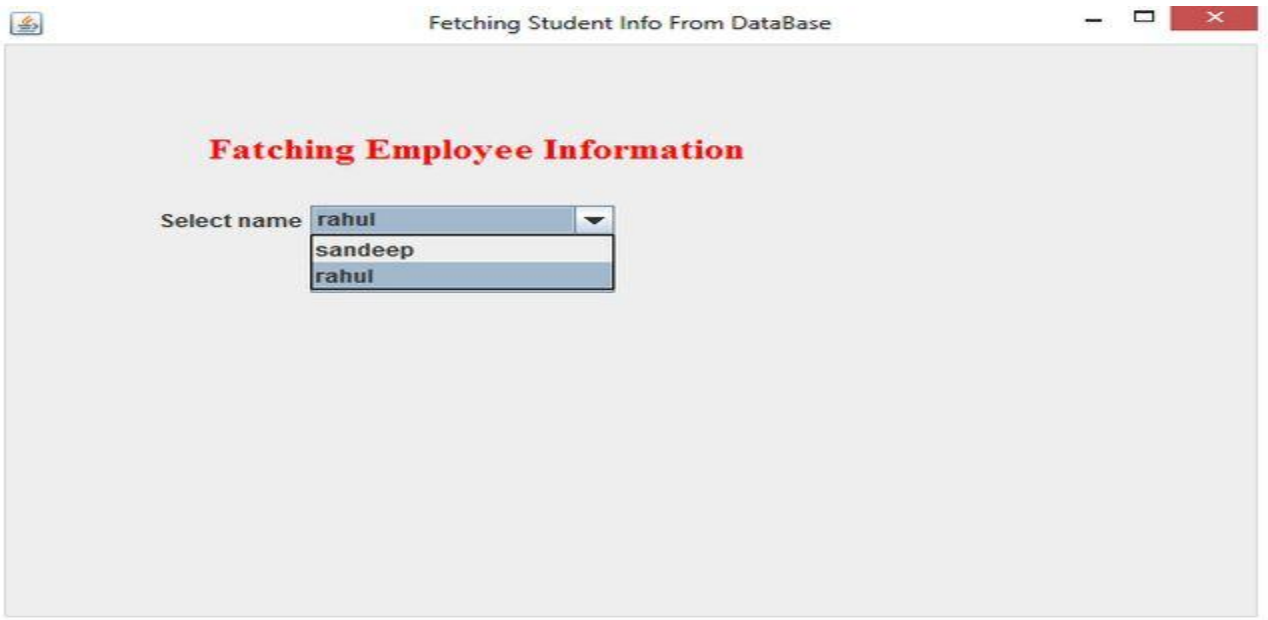 Fetching Student Info From DataBase
Fatching Employee Information
Select name rahul
sandeep
rahul